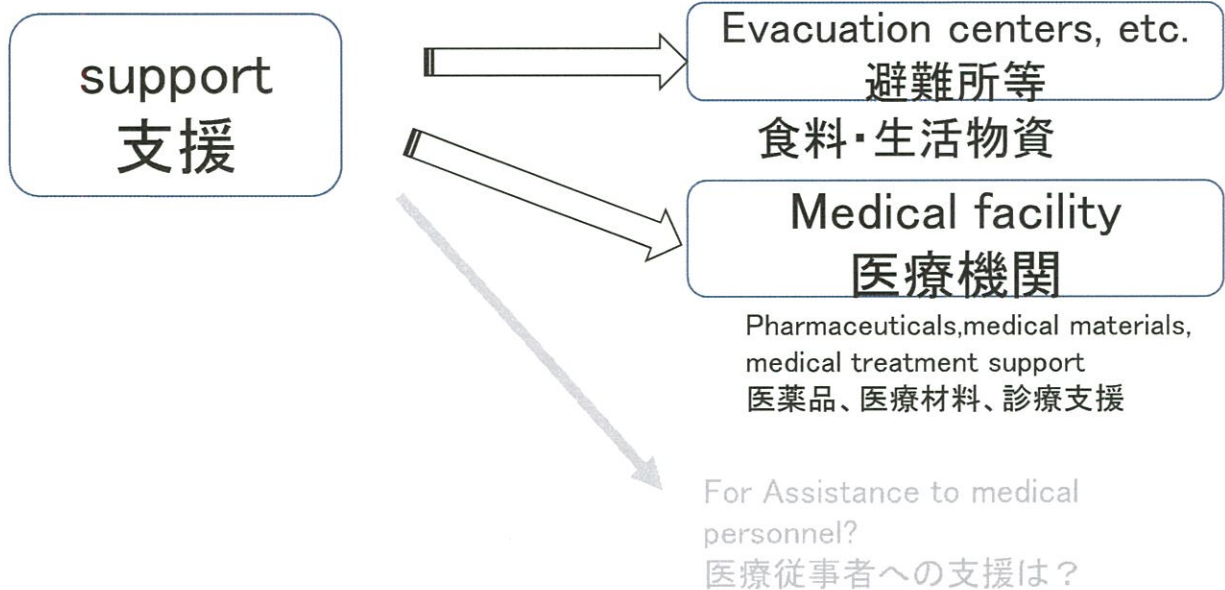 support
支援
Evacuation centers, etc.
避難所等
食料・生活物資
Medical facility
医療機関
Pharmaceuticals,medical materials,
medical treatment support
医薬品、医療材料、診療支援
For Assistance to medical
personnel?
医療従事者への支援は？